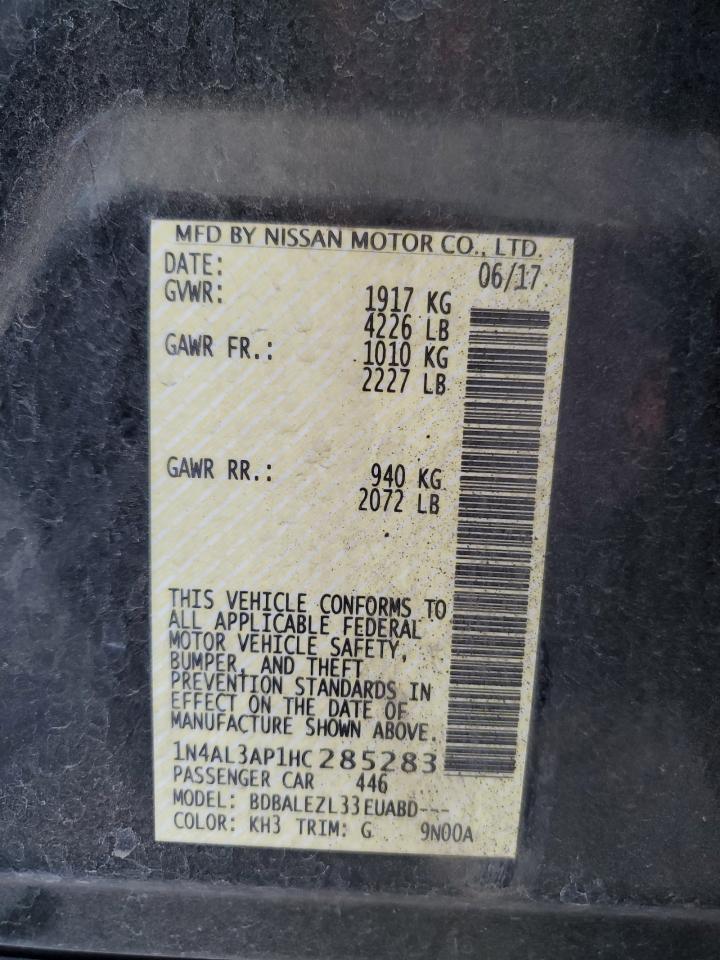 MFD BY NISSAN MOTOR CO., LTD.
DATE: 06/17
GVWR: 1917 KG
4226 LB
GAWR FR.: 1010 KG
2227 LB
GAWR RR.: 940 KG
2072 LB
THIS VEHICLE CONFORMS TO
ALL APPLICABLE FEDERAL
MOTOR VEHICLE SAFETY,
BUMPER, AND THEFT
PREVENTION STANDARDS IN
EFFECT ON THE DATE OF
MANUFACTURE SHOWN ABOVE.
1N4AL3AP1HC285283
PASSENGER CAR 446
MODEL: BDBALEZL33EUABD---
COLOR: KH3 TRIM: G 9N00A